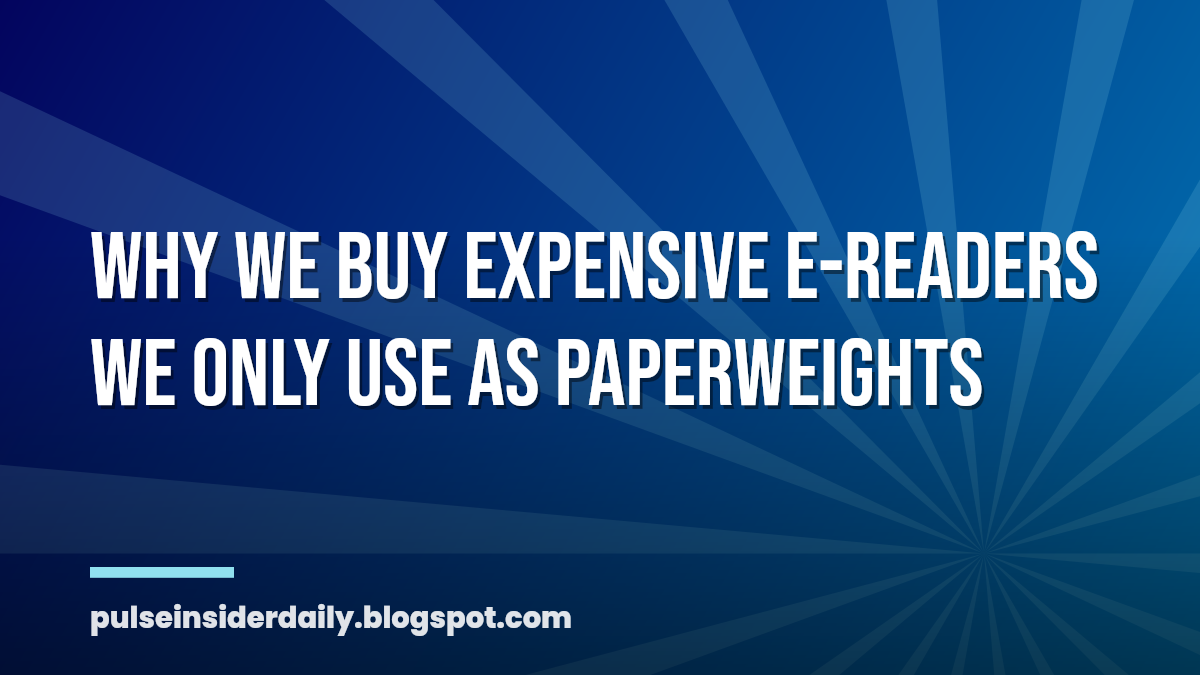 WHY WE BUY EXPENSIVE E-READERS
WE ONLY USE AS PAPERWEIGHTS
pulseinsiderdaily.blogspot.com